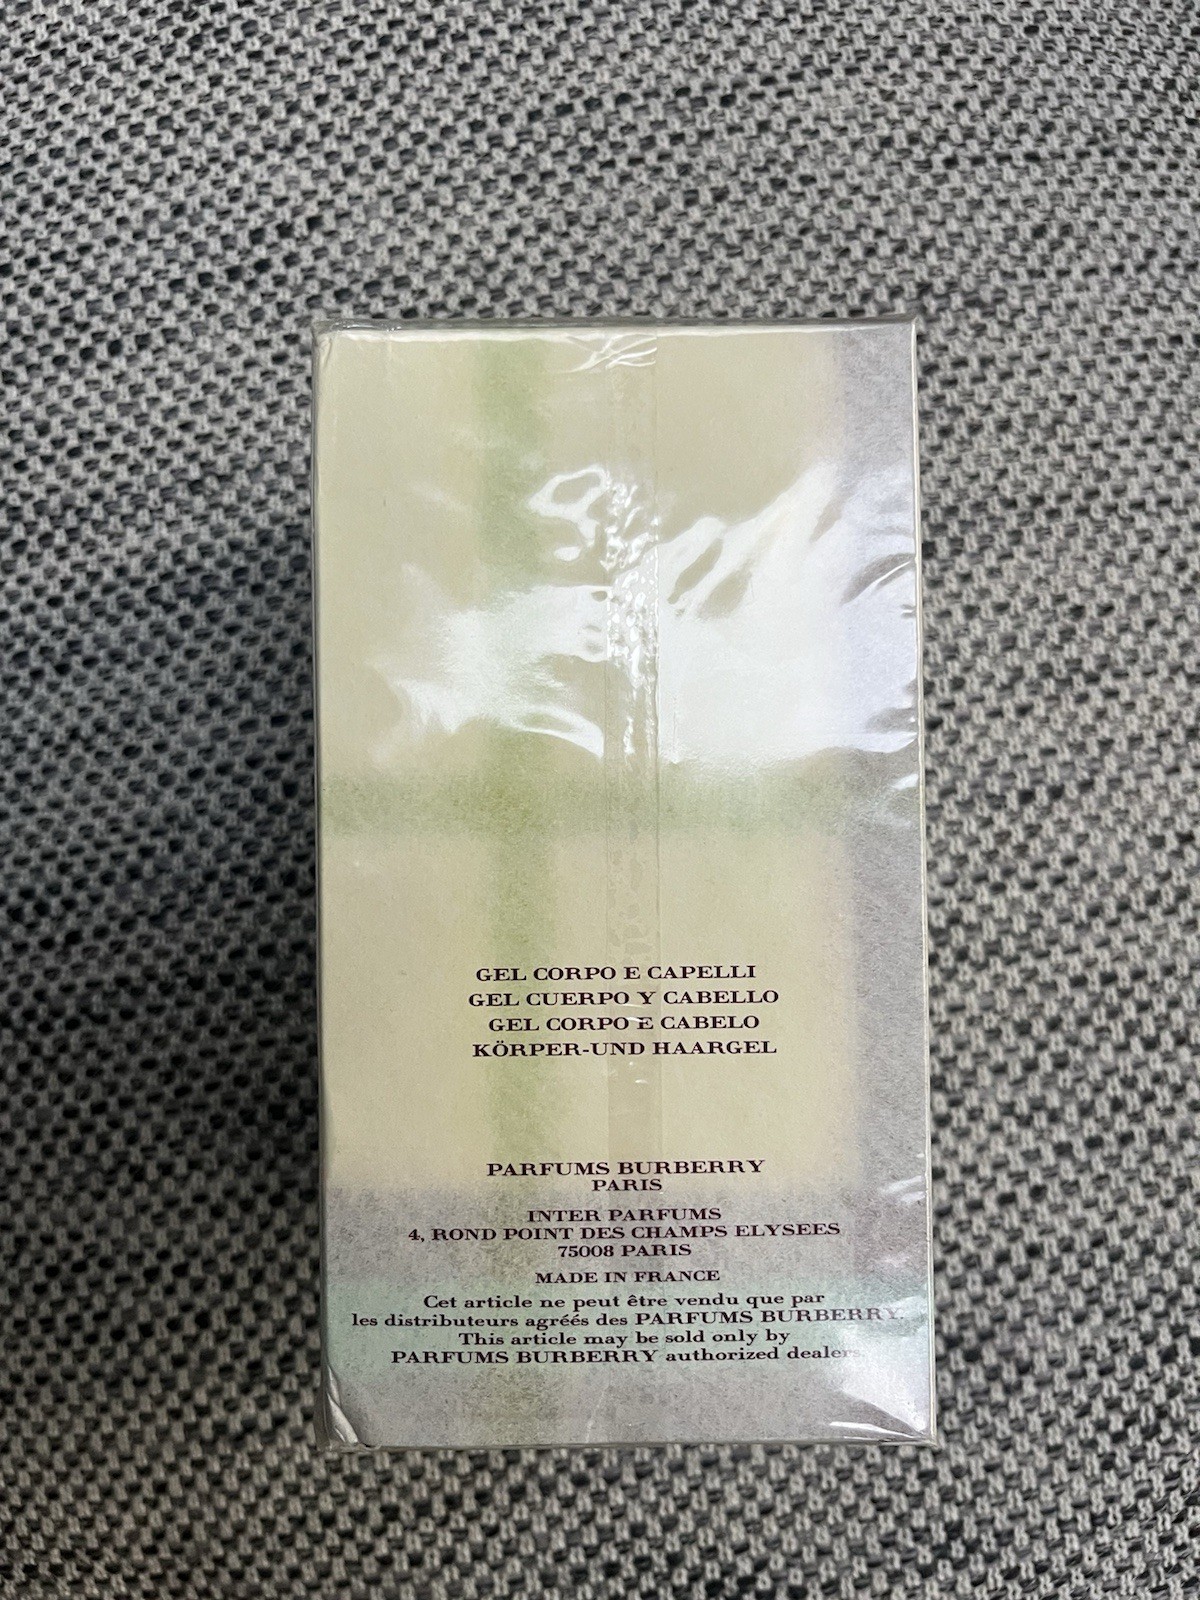 GEL CORPO E CAPELLI
GEL CUERPO Y CABELLO
GEL CORPO E CABELO
KÖRPER-UND HAARGEL
PARFUMS BURBERRY
PARIS
INTER PARFUMS
4, ROND POINT DES CHAMPS ELYSEES
75008 PARIS
MADE IN FRANCE
Cet article ne peut être vendu que par
les distributeurs agréés des PARFUMS BURBERRY.
This article may be sold only by
PARFUMS BURBERRY authorized dealers.